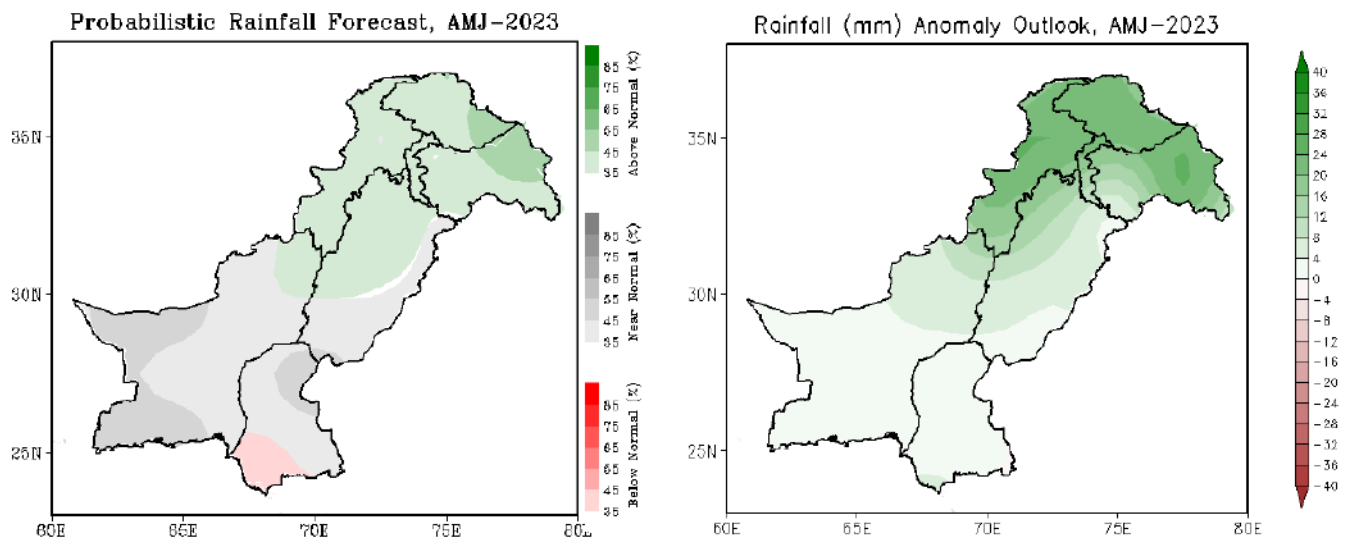 Probabilistic Rainfall Forecast, AMJ-2023
35N
30N
25N
60E
65E
70E
75E
80E
85
75
65
55
45
35
Above Normal (%)
85
75
65
55
45
35
Near Normal (%)
85
75
65
55
45
35
Below Normal (%)
Rainfall (mm) Anomaly Outlook, AMJ-2023
35N
30N
25N
60E
65E
70E
75E
80E
40
36
32
28
24
20
16
12
8
4
0
-4
-8
-12
-16
-20
-24
-28
-32
-36
-40